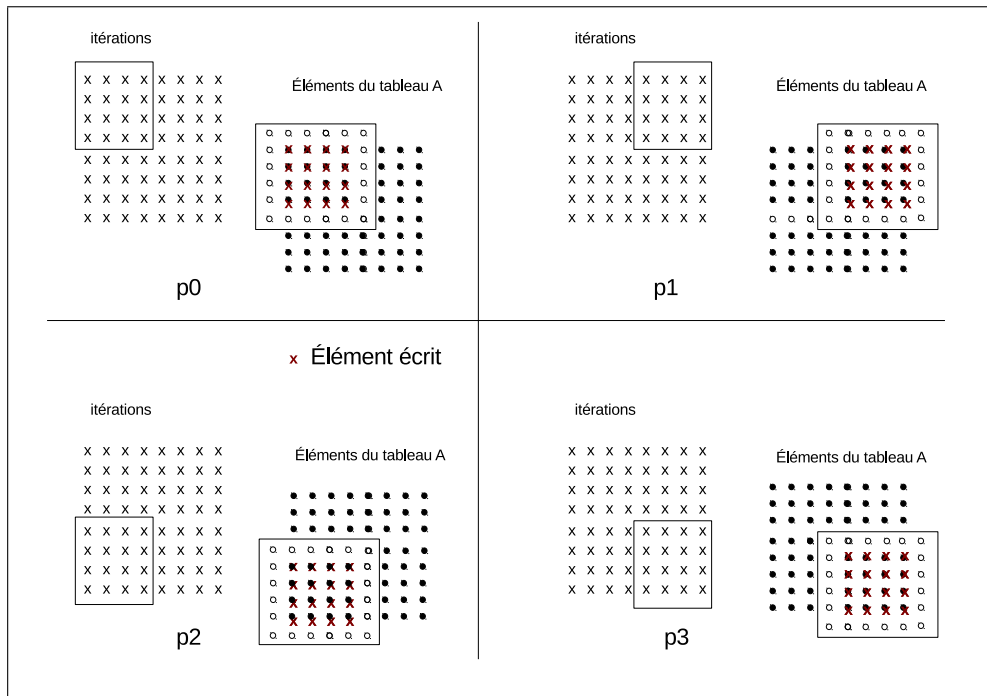 itérations
Éléments du tableau A
p0
itérations
Éléments du tableau A
p1
x Élément écrit
itérations
Éléments du tableau A
p2
itérations
Éléments du tableau A
p3